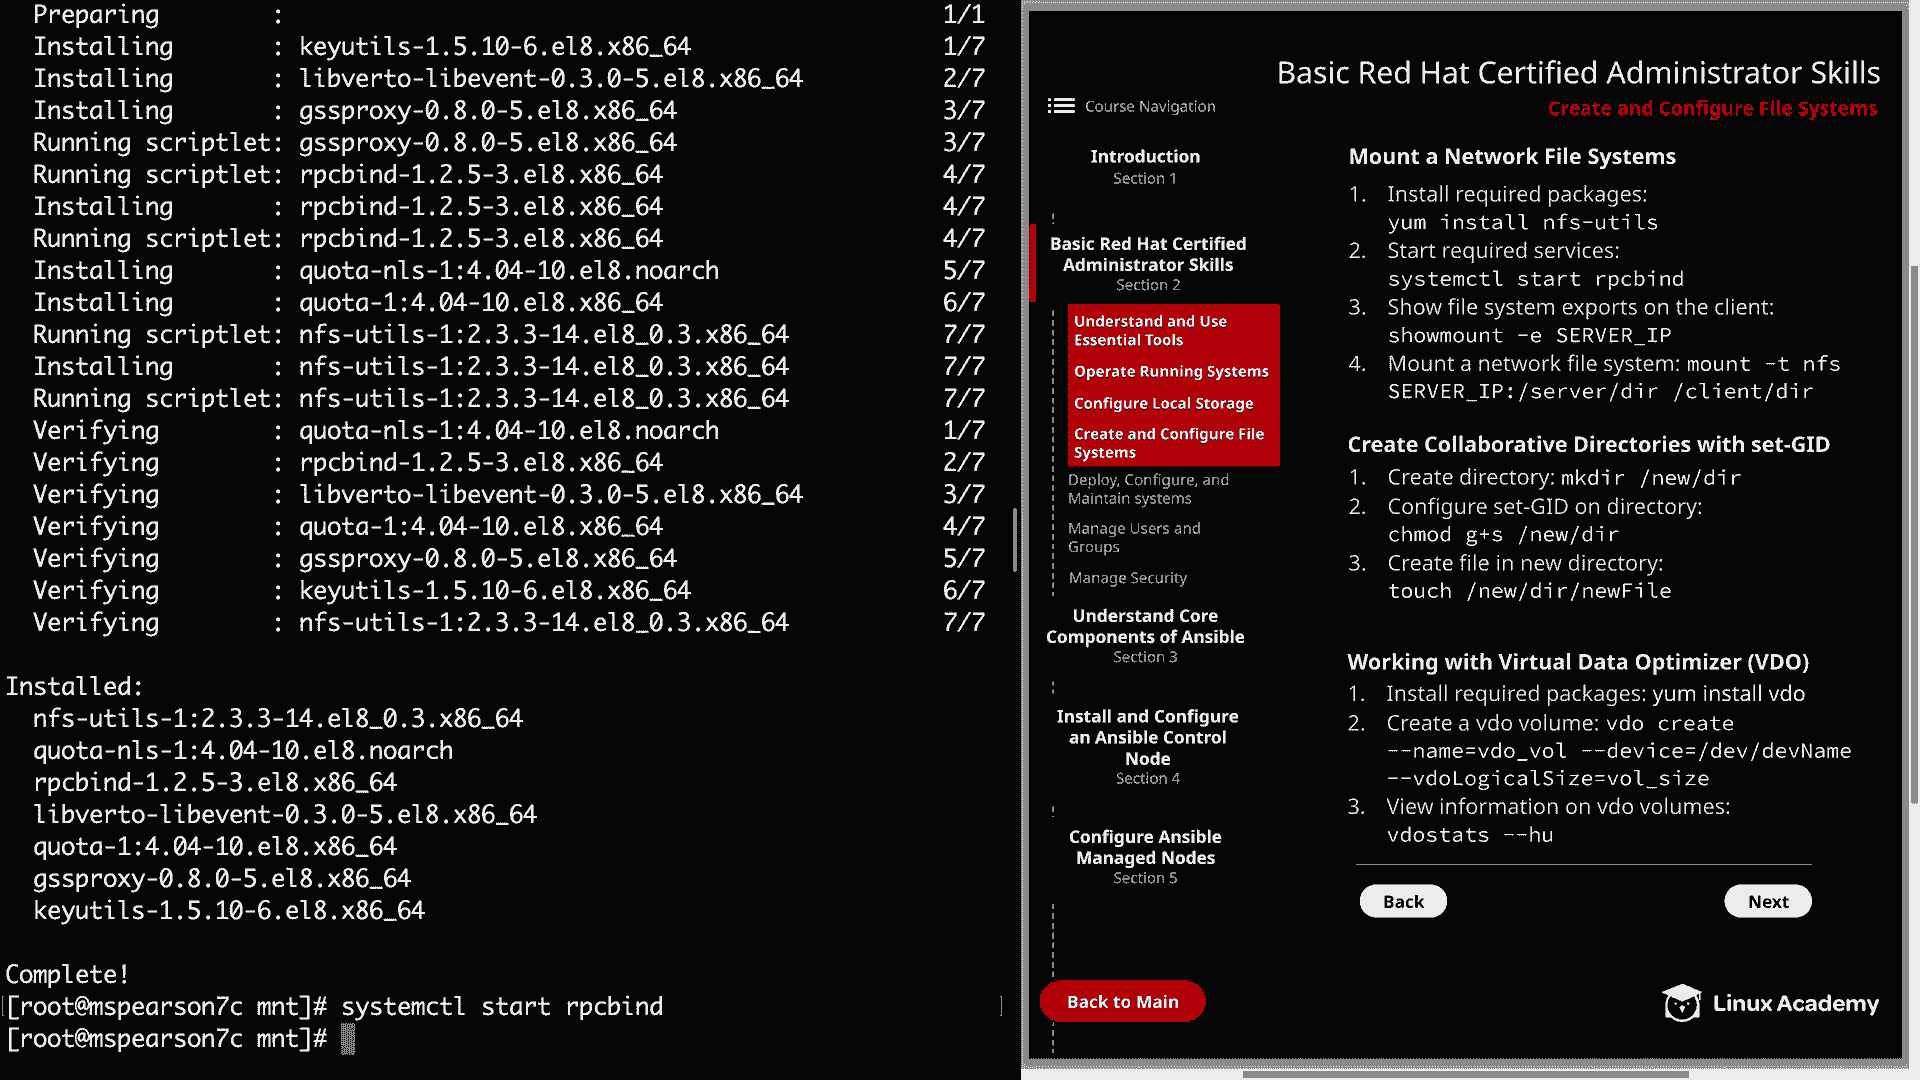 Preparing        :                                                1/1
Installing       : keyutils-1.5.10-6.el8.x86_64                   1/7
Installing       : libverto-libevent-0.3.0-5.el8.x86_64           2/7
Installing       : gssproxy-0.8.0-5.el8.x86_64                    3/7
Running scriptlet: gssproxy-0.8.0-5.el8.x86_64                    3/7
Running scriptlet: rpcbind-1.2.5-3.el8.x86_64                     4/7
Installing       : rpcbind-1.2.5-3.el8.x86_64                     4/7
Running scriptlet: rpcbind-1.2.5-3.el8.x86_64                     4/7
Installing       : quota-nls-1:4.04-10.el8.noarch                 5/7
Installing       : quota-1:4.04-10.el8.x86_64                     6/7
Running scriptlet: nfs-utils-1:2.3.3-14.el8_0.3.x86_64            7/7
Installing       : nfs-utils-1:2.3.3-14.el8_0.3.x86_64            7/7
Running scriptlet: nfs-utils-1:2.3.3-14.el8_0.3.x86_64            7/7
Verifying        : quota-nls-1:4.04-10.el8.noarch                 1/7
Verifying        : rpcbind-1.2.5-3.el8.x86_64                     2/7
Verifying        : libverto-libevent-0.3.0-5.el8.x86_64           3/7
Verifying        : quota-1:4.04-10.el8.x86_64                     4/7
Verifying        : gssproxy-0.8.0-5.el8.x86_64                    5/7
Verifying        : keyutils-1.5.10-6.el8.x86_64                   6/7
Verifying        : nfs-utils-1:2.3.3-14.el8_0.3.x86_64            7/7
Installed:
nfs-utils-1:2.3.3-14.el8_0.3.x86_64
quota-nls-1:4.04-10.el8.noarch
rpcbind-1.2.5-3.el8.x86_64
libverto-libevent-0.3.0-5.el8.x86_64
quota-1:4.04-10.el8.x86_64
gssproxy-0.8.0-5.el8.x86_64
keyutils-1.5.10-6.el8.x86_64
Complete!
[root@mspearson7c mnt]# systemctl start rpcbind
[root@mspearson7c mnt]#
Basic Red Hat Certified Administrator Skills
Create and Configure File Systems
Course Navigation
Introduction
Section 1
Basic Red Hat Certified
Administrator Skills
Section 2
Understand and Use
Essential Tools
Operate Running Systems
Configure Local Storage
Create and Configure File
Systems
Deploy, Configure, and
Maintain systems
Manage Users and
Groups
Manage Security
Understand Core
Components of Ansible
Section 3
Install and Configure
an Ansible Control
Node
Section 4
Configure Ansible
Managed Nodes
Section 5
Back to Main
Mount a Network File Systems
1. Install required packages:
yum install nfs-utils
2. Start required services:
systemctl start rpcbind
3. Show file system exports on the client:
showmount -e SERVER_IP
4. Mount a network file system: mount -t nfs
SERVER_IP:/server/dir /client/dir
Create Collaborative Directories with set-GID
1. Create directory: mkdir /new/dir
2. Configure set-GID on directory:
chmod g+s /new/dir
3. Create file in new directory:
touch /new/dir/newFile
Working with Virtual Data Optimizer (VDO)
1. Install required packages: yum install vdo
2. Create a vdo volume: vdo create
--name=vdo_vol --device=/dev/devName
--vdoLogicalSize=vol_size
3. View information on vdo volumes:
vdostats --hu
Back
Next
Linux Academy